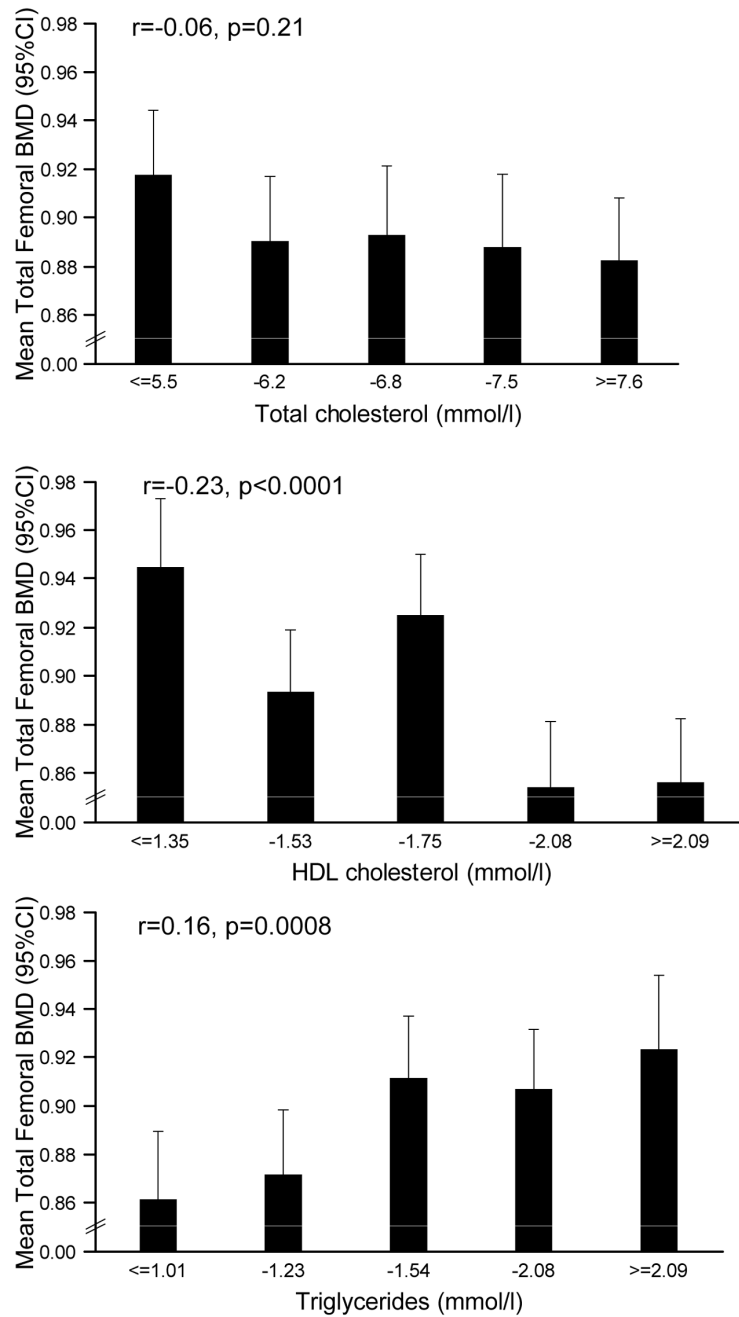 r=-0.06, p=0.21
Mean Total Femoral BMD (95%CI)
0.98
0.96
0.94
0.92
0.90
0.88
0.86
0.00
<=5.5 -6.2 -6.8 -7.5 >=7.6
Total cholesterol (mmol/l)
r=-0.23, p<0.0001
Mean Total Femoral BMD (95%CI)
0.98
0.96
0.94
0.92
0.90
0.88
0.86
0.00
<=1.35 -1.53 -1.75 -2.08 >=2.09
HDL cholesterol (mmol/l)
r=0.16, p=0.0008
Mean Total Femoral BMD (95%CI)
0.98
0.96
0.94
0.92
0.90
0.88
0.86
0.00
<=1.01 -1.23 -1.54 -2.08 >=2.09
Triglycerides (mmol/l)